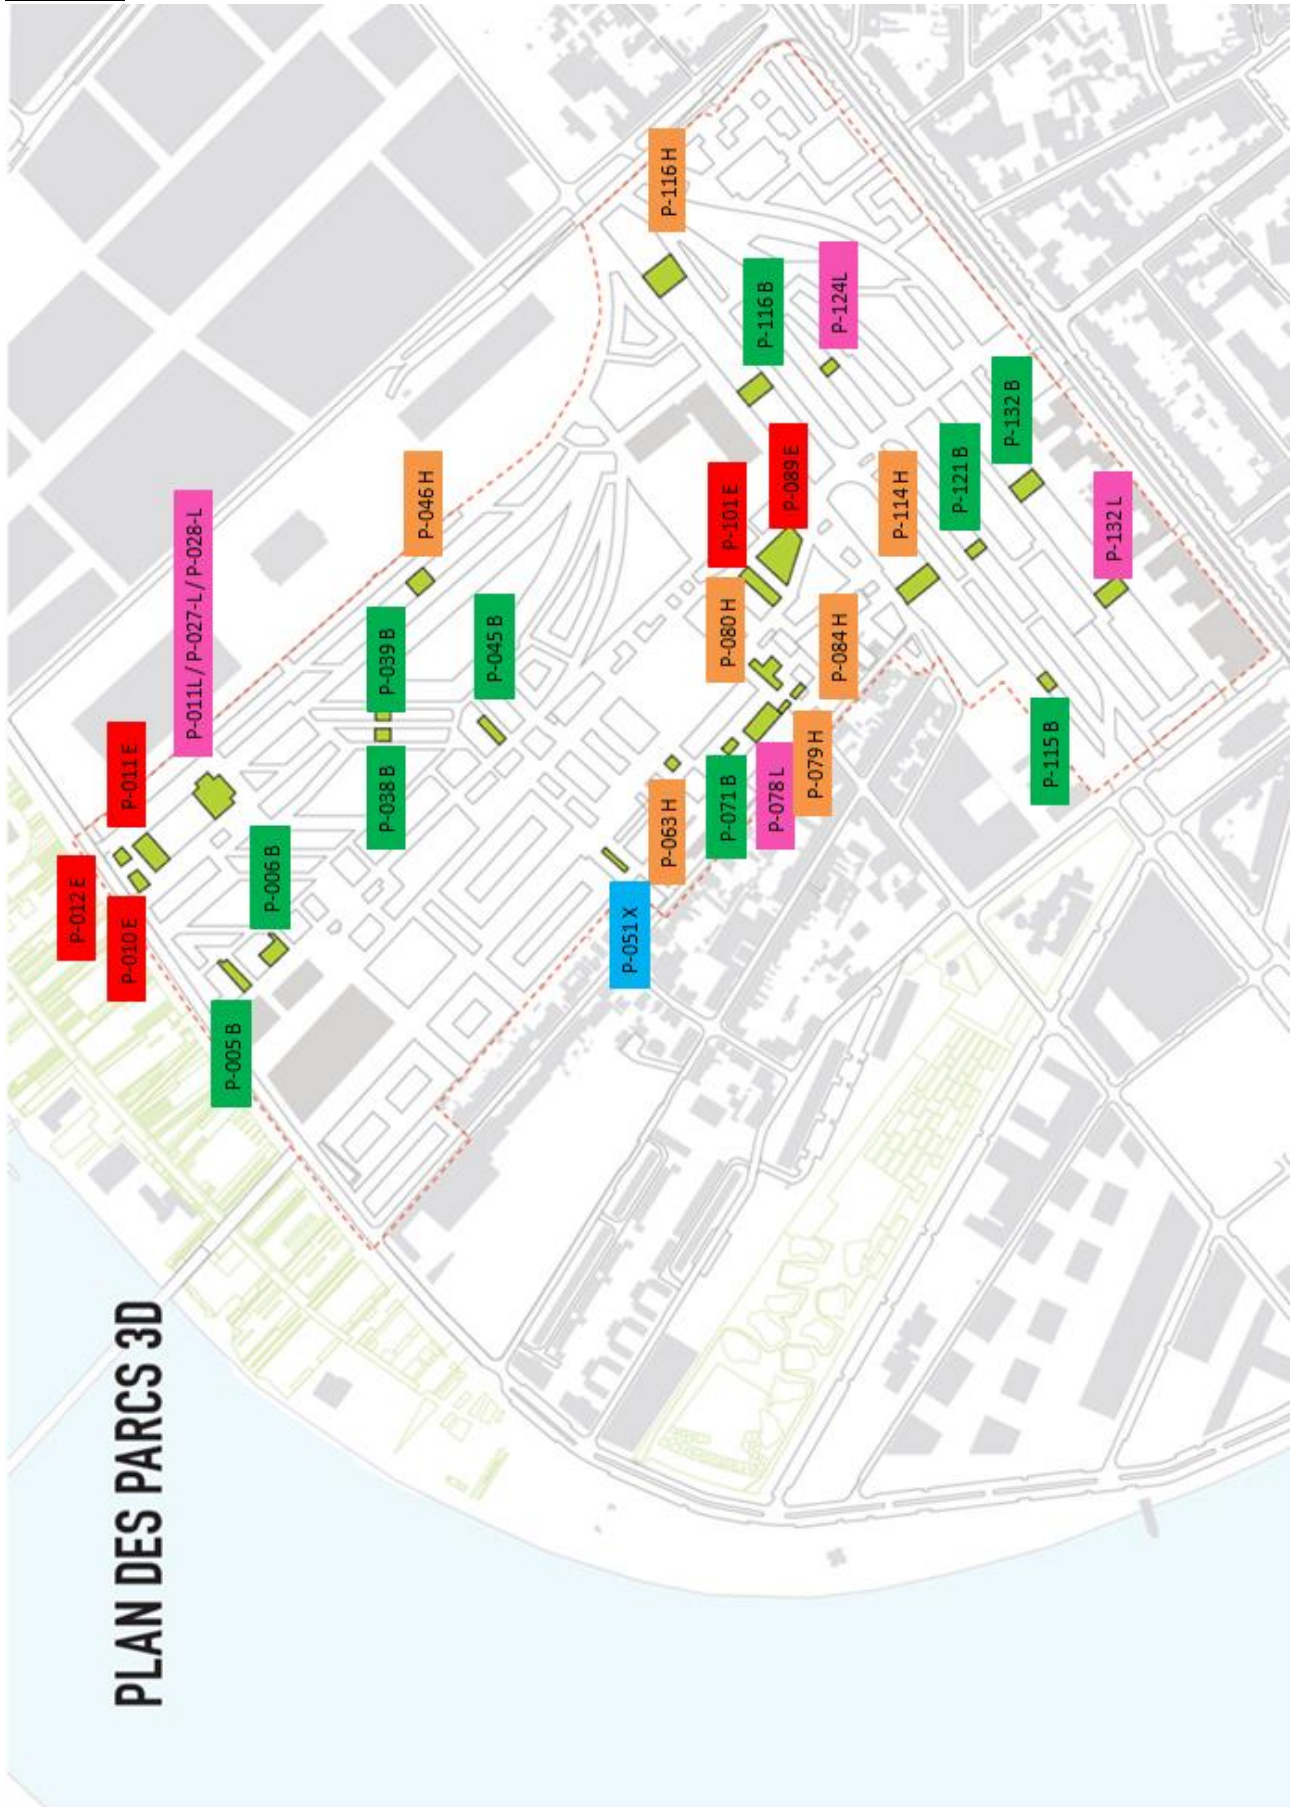 PLAN DES PARCS 3D
P-012 E
P-010 E
P-011 E
P-011L / P-027-L / P-028-L
P-005 B
P-006 B
P-038 B
P-039 B
P-046 H
P-045 B
P-051 X
P-063 H
P-116 H
P-071 B
P-080 H
P-101 E
P-116 B
P-078 L
P-089 E
P-079 H
P-084 H
P-124L
P-114 H
P-121 B
P-132 B
P-115 B
P-132 L